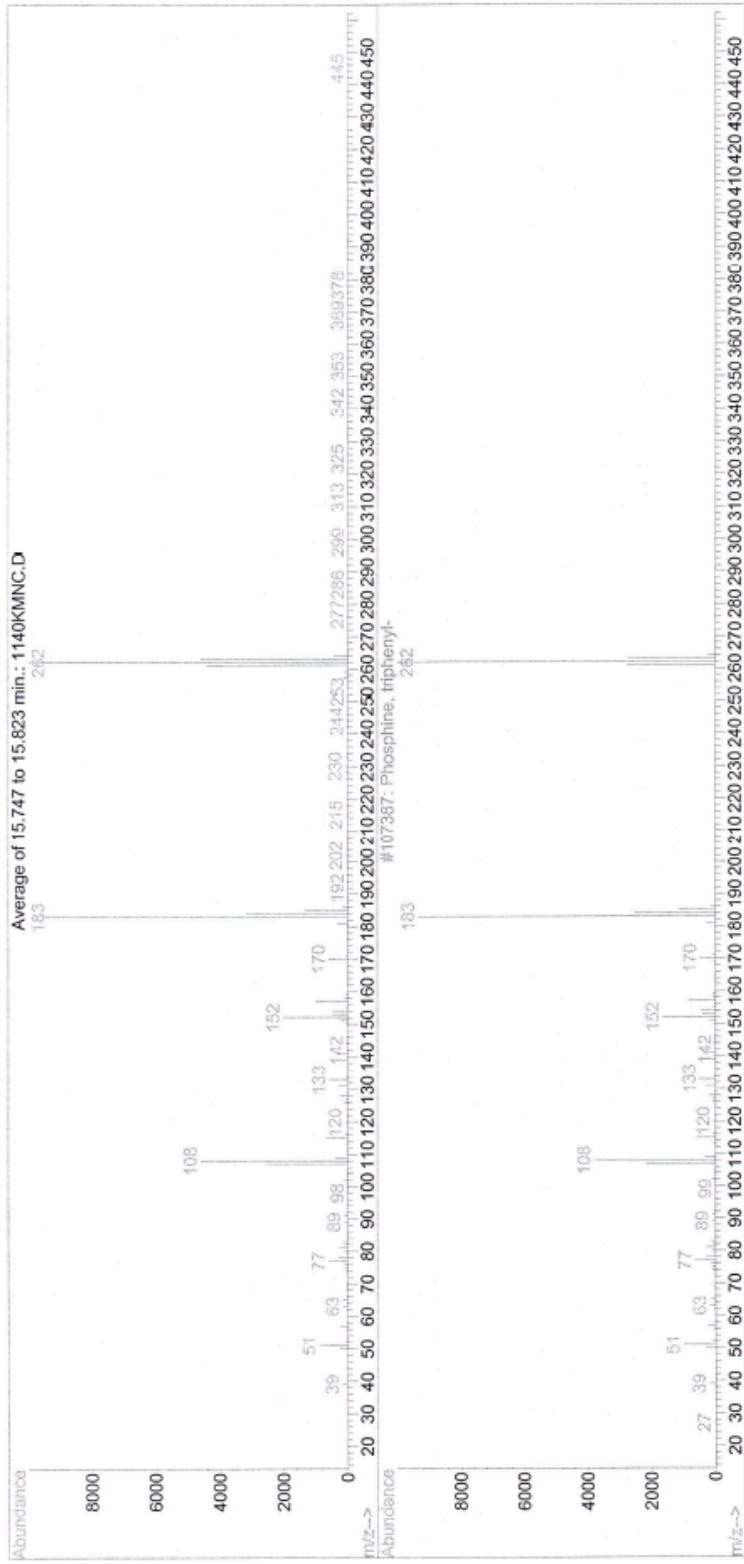 Abundance
Average of 15.747 to 15.823 min.: 1140KMNC.D
8000
6000
4000
2000
0
39 51 63 77 89 98 108 120 133 142 152 170 183 192 202 215 230 244 253 262 277 286 299 313 325 342 353 369 378 445
20 30 40 50 60 70 80 90 100 110 120 130 140 150 160 170 180 190 200 210 220 230 240 250 260 270 280 290 300 310 320 330 340 350 360 370 380 390 400 410 420 430 440 450
m/z-->
Abundance
#107387: Phosphine, triphenyl-
8000
6000
4000
2000
0
27 39 51 63 77 89 99 108 120 133 142 152 170 183 262
20 30 40 50 60 70 80 90 100 110 120 130 140 150 160 170 180 190 200 210 220 230 240 250 260 270 280 290 300 310 320 330 340 350 360 370 380 390 400 410 420 430 440 450
m/z-->